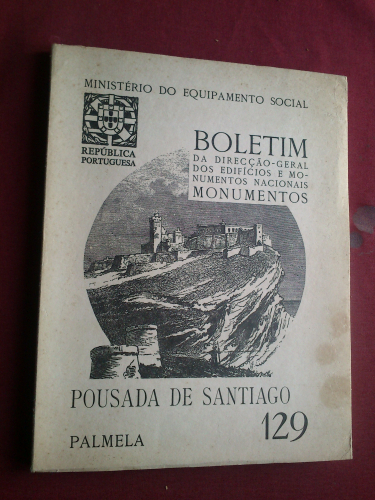 MINISTÉRIO DO EQUIPAMENTO SOCIAL
REPÚBLICA
PORTUGUESA
BOLETIM
DA DIRECÇÃO-GERAL
DOS EDIFÍCIOS E MO-
NUMENTOS NACIONAIS
MONUMENTOS
POUSADA DE SANTIAGO
129
PALMELA